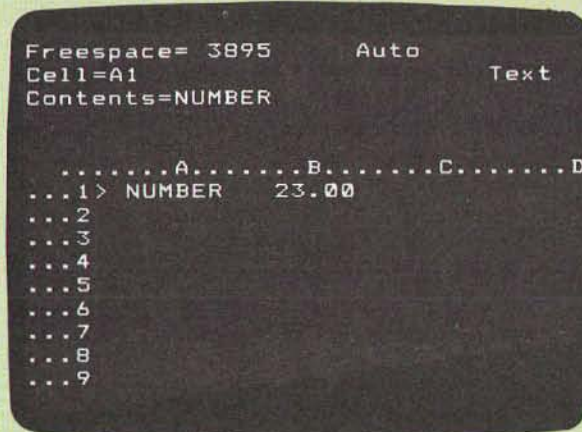 Freespace= 3895 Auto
Cell=A1 Text
Contents=NUMBER
.......A.......B.......C.......D
...1> NUMBER 23.00
...2
...3
...4
...5
...6
...7
...8
...9